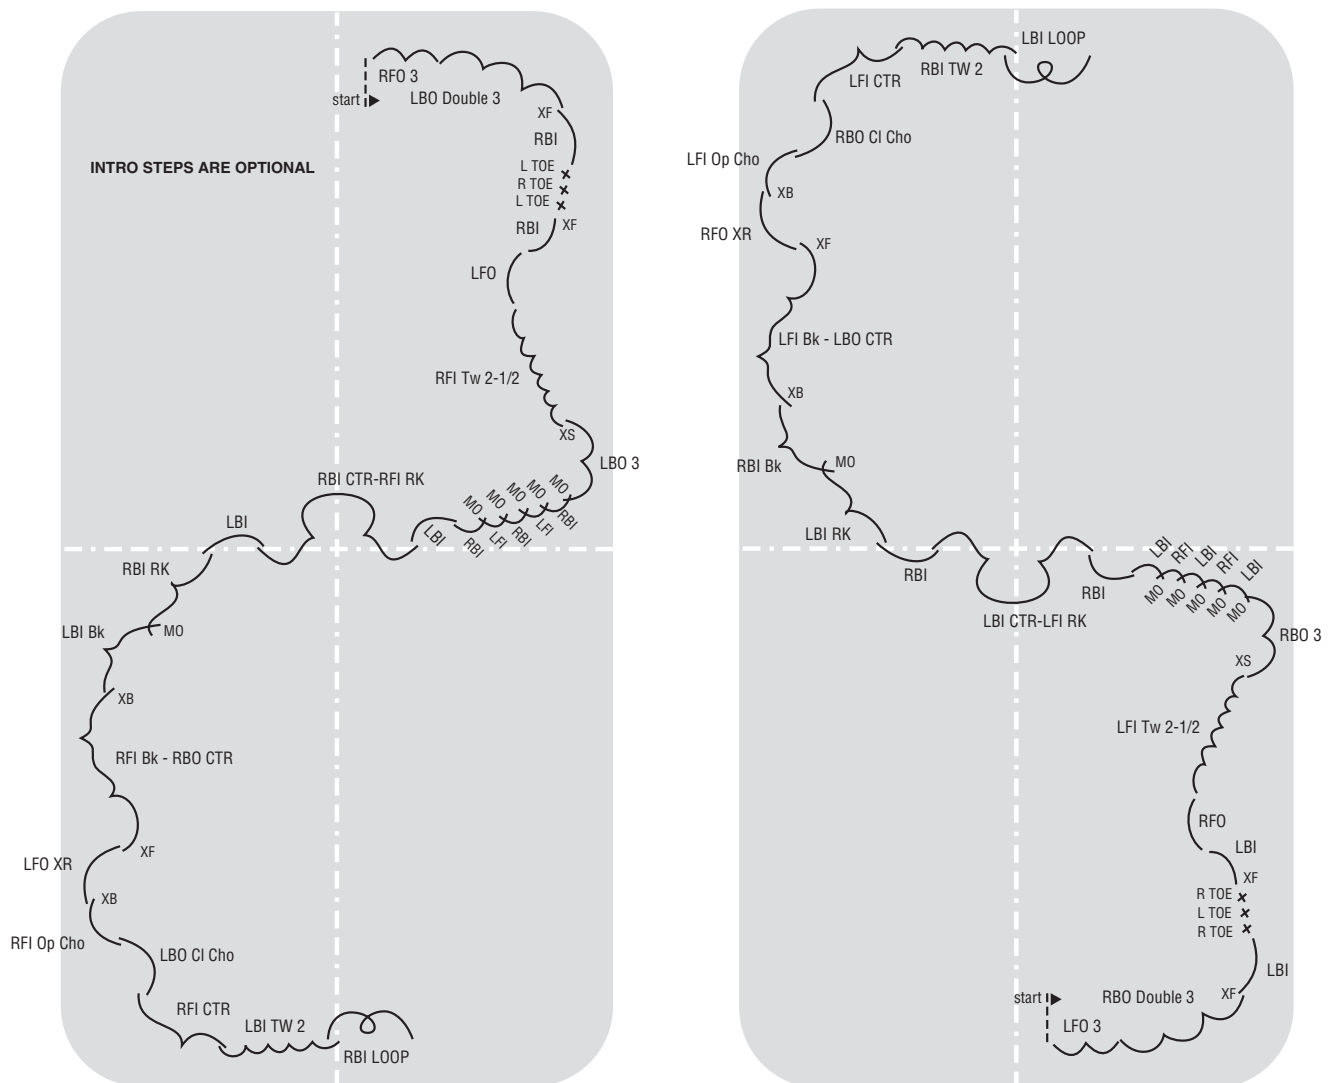 RFO 3
LBO Double 3
start
XF
RBI
INTRO STEPS ARE OPTIONAL
L TOE
R TOE
L TOE
RBI
XF
LFO
RFI Tw 2-1/2
XS
LBO 3
RBI CTR-RFI RK
MO
MO
MO
MO
MO
LBI
RBI
LFI
RBI
LFI
RBI
LBI
RBI RK
LBI Bk
MO
XB
RFI Bk - RBO CTR
XF
LFO XR
XB
RFI Op Cho
LBO Cl Cho
RFI CTR
LBI TW 2
RBI LOOP
LBI LOOP
RBI TW 2
LFI CTR
RBO Cl Cho
LFI Op Cho
XB
RFO XR
XF
LFI Bk - LBO CTR
XB
RBI Bk
MO
LBI RK
RBI
LBI CTR-LFI RK
RBI
LBI
RFI
LBI
RFI
LBI
MO
MO
MO
MO
MO
RBO 3
XS
LFI Tw 2-1/2
RFO
LBI
XF
R TOE
L TOE
R TOE
LBI
XF
start
RBO Double 3
LFO 3